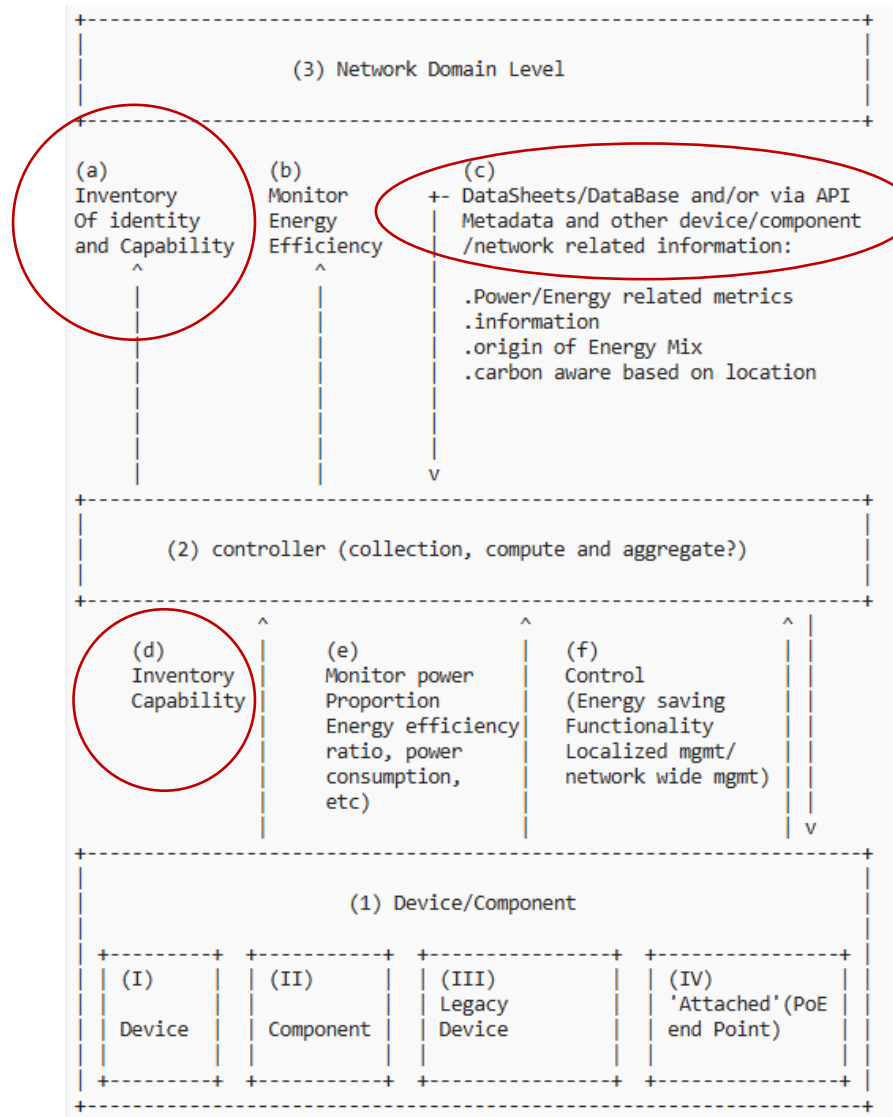 (3) Network Domain Level
(a)
Inventory
Of identity
and Capability
(b)
Monitor
Energy
Efficiency
(c)
DataSheets/DataBase and/or via API
Metadata and other device/component
/network related information:
.Power/Energy related metrics
.information
.origin of Energy Mix
.carbon aware based on location
(2) controller (collection, compute and aggregate?)
(d)
Inventory
Capability
(e)
Monitor power
Proportion
Energy efficiency
ratio, power
consumption,
etc)
(f)
Control
(Energy saving
Functionality
Localized mgmt/
network wide mgmt)
(1) Device/Component
(I)
Device
(II)
Component
(III)
Legacy
Device
(IV)
'Attached'(PoE
end Point)